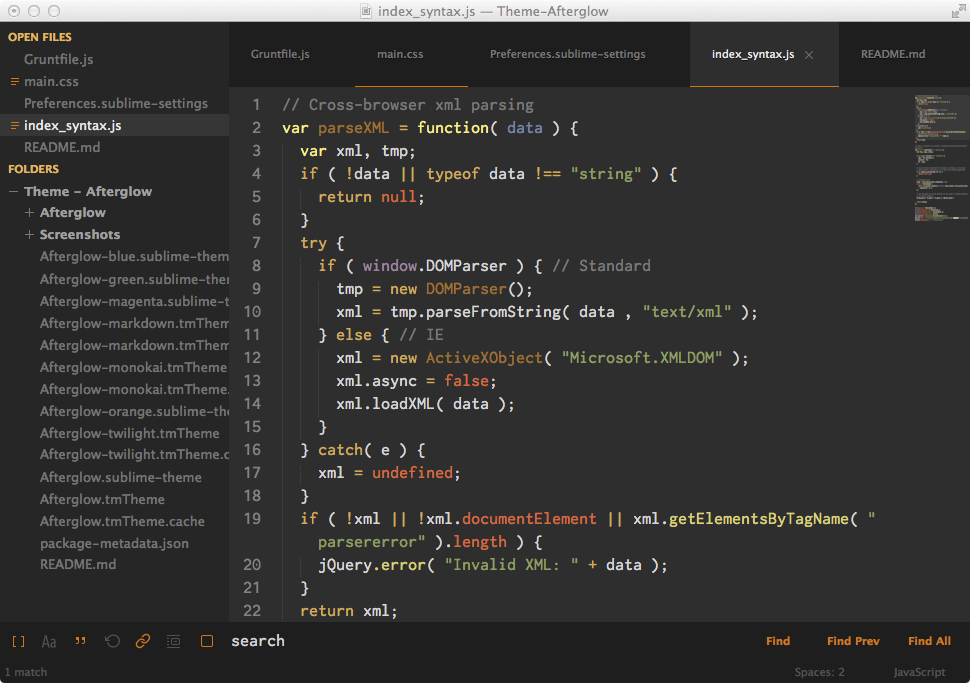 index_syntax.js — Theme-Afterglow
OPEN FILES
Gruntfile.js
main.css
Preferences.sublime-settings
index_syntax.js
README.md
FOLDERS
Theme – Afterglow
Afterglow
Screenshots
Afterglow-blue.sublime-them
Afterglow-green.sublime-then
Afterglow-magenta.sublime-t
Afterglow-markdown.tmThem
Afterglow-markdown.tmThem
Afterglow-monokai.tmTheme
Afterglow-monokai.tmTheme.
Afterglow-orange.sublime-the
Afterglow-twilight.tmTheme
Afterglow-twilight.tmTheme.c
Afterglow.sublime-theme
Afterglow.tmTheme
Afterglow.tmTheme.cache
package-metadata.json
README.md
Gruntfile.js main.css Preferences.sublime-settings index_syntax.js × README.md
1 // Cross-browser xml parsing
2 var parseXML = function( data ) {
3 var xml, tmp;
4 if ( !data || typeof data !== "string" ) {
5 return null;
6 }
7 try {
8 if ( window.DOMParser ) { // Standard
9 tmp = new DOMParser();
10 xml = tmp.parseFromString( data , "text/xml" );
11 } else { // IE
12 xml = new ActiveXObject( "Microsoft.XMLDOM" );
13 xml.async = false;
14 xml.loadXML( data );
15 }
16 } catch( e ) {
17 xml = undefined;
18 }
19 if ( !xml || !xml.documentElement || xml.getElementsByTagName( "
parsererror" ).length ) {
20 jQuery.error( "Invalid XML: " + data );
21 }
22 return xml;
[] Aa ” search Find Find Prev Find All
1 match Spaces: 2 JavaScript